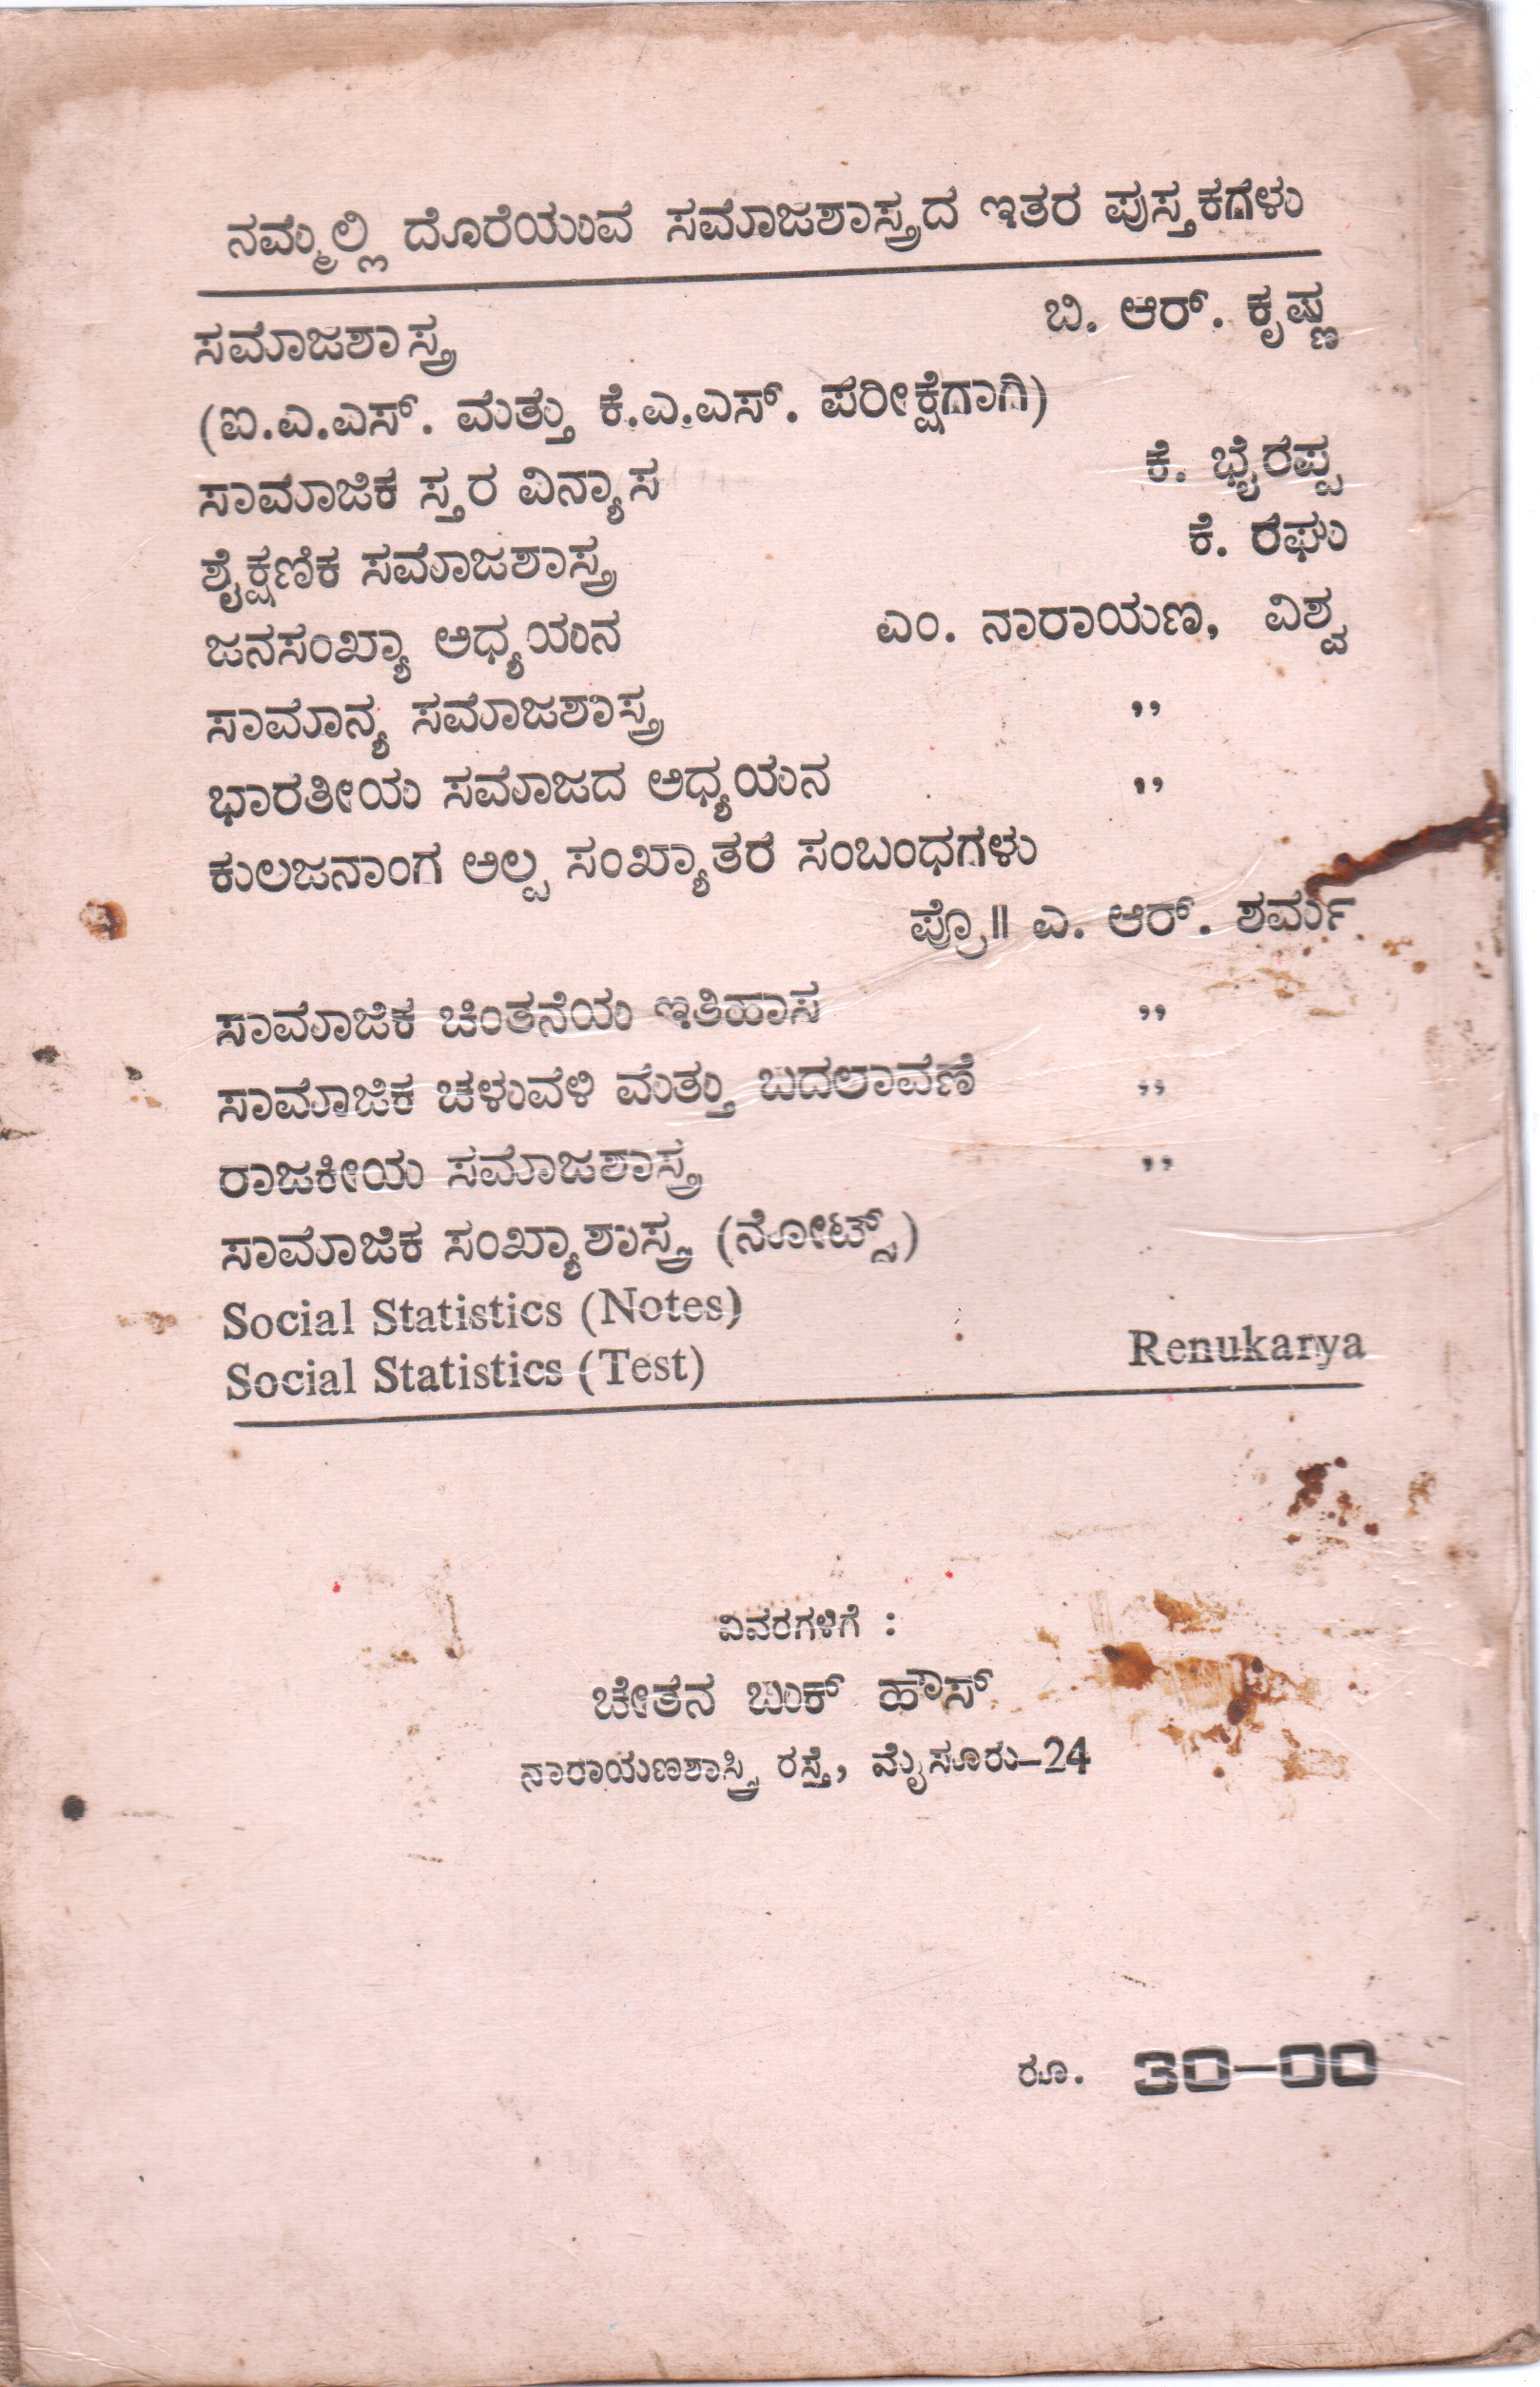 ನಮ್ಮಲ್ಲಿ ದೊರೆಯುವ ಸಮಾಜಶಾಸ್ತ್ರದ ಇತರ ಪುಸ್ತಕಗಳು
ಸಮಾಜಶಾಸ್ತ್ರ ಬಿ. ಆರ್. ಕೃಷ್ಣ
(ಐ.ಎ.ಎಸ್. ಮತ್ತು ಕೆ.ಎ.ಎಸ್. ಪರೀಕ್ಷೆಗಾಗಿ)
ಸಾಮಾಜಿಕ ಸ್ತರ ವಿನ್ಯಾಸ ಕೆ. ಭೈರಪ್ಪ
ಶೈಕ್ಷಣಿಕ ಸಮಾಜಶಾಸ್ತ್ರ ಕೆ. ರಘು
ಜನಸಂಖ್ಯಾ ಅಧ್ಯಯನ ಎಂ. ನಾರಾಯಣ, ವಿಶ್ವ
ಸಾಮಾನ್ಯ ಸಮಾಜಶಾಸ್ತ್ರ ,,
ಭಾರತೀಯ ಸಮಾಜದ ಅಧ್ಯಯನ ,,
ಕುಲಜನಾಂಗ ಅಲ್ಪ ಸಂಖ್ಯಾತರ ಸಂಬಂಧಗಳು
ಪ್ರೊ॥ ಎ. ಆರ್. ಶರ್ಮ
ಸಾಮಾಜಿಕ ಚಿಂತನೆಯ ಇತಿಹಾಸ ,,
ಸಾಮಾಜಿಕ ಚಳುವಳಿ ಮತ್ತು ಬದಲಾವಣೆ ,,
ರಾಜಕೀಯ ಸಮಾಜಶಾಸ್ತ್ರ ,,
ಸಾಮಾಜಿಕ ಸಂಖ್ಯಾಶಾಸ್ತ್ರ (ನೋಟ್ಸ್)
Social Statistics (Notes)
Social Statistics (Test) Renukarya
ವಿವರಗಳಿಗೆ :
ಚೇತನ ಬುಕ್ ಹೌಸ್
ನಾರಾಯಣಶಾಸ್ತ್ರಿ ರಸ್ತೆ, ಮೈಸೂರು–24
ರೂ. 30–00